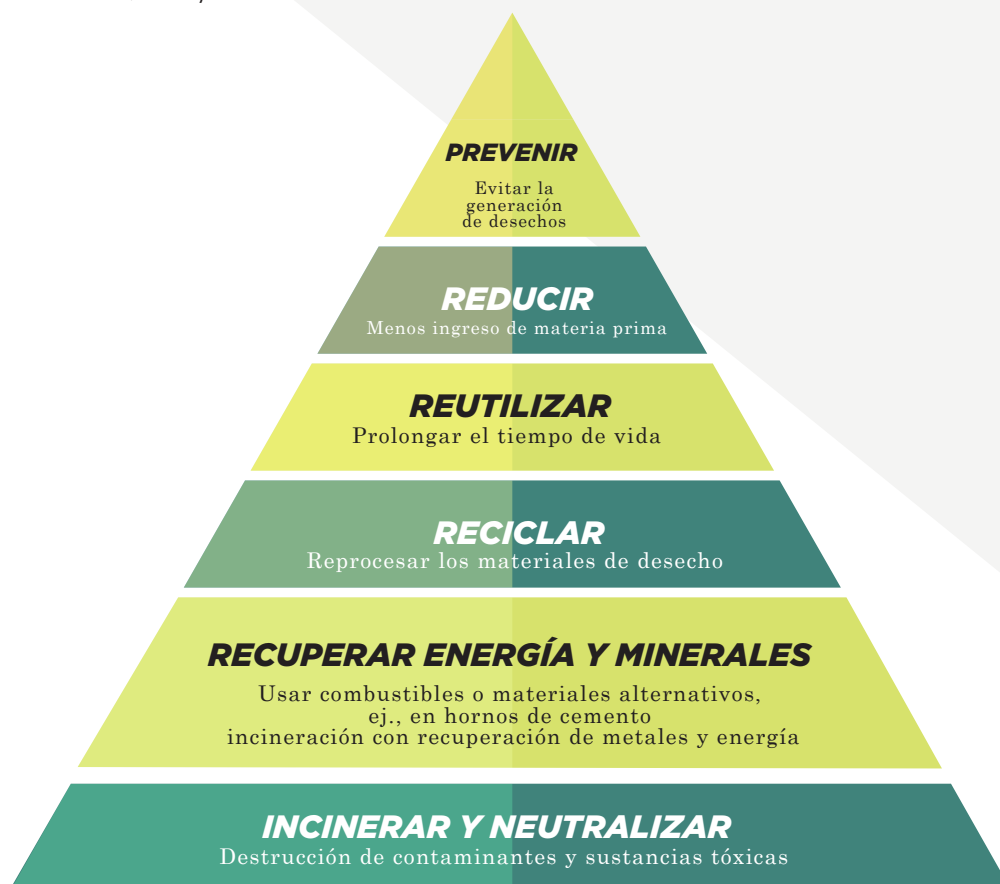 PREVENIR
Evitar la
generación
de desechos
REDUCIR
Menos ingreso de materia prima
REUTILIZAR
Prolongar el tiempo de vida
RECICLAR
Reprocesar los materiales de desecho
RECUPERAR ENERGÍA Y MINERALES
Usar combustibles o materiales alternativos,
ej., en hornos de cemento
incineración con recuperación de metales y energía
INCINERAR Y NEUTRALIZAR
Destrucción de contaminantes y sustancias tóxicas